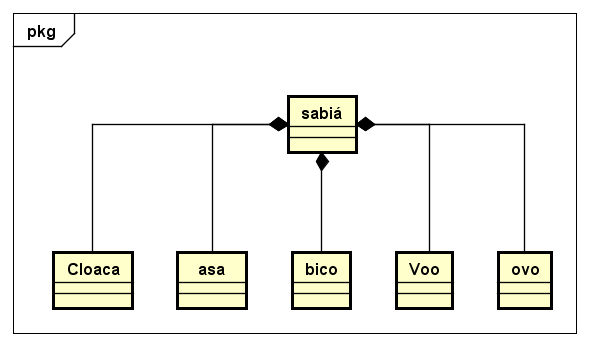 pkg
sabiá
Cloaca
asa
bico
Voo
ovo